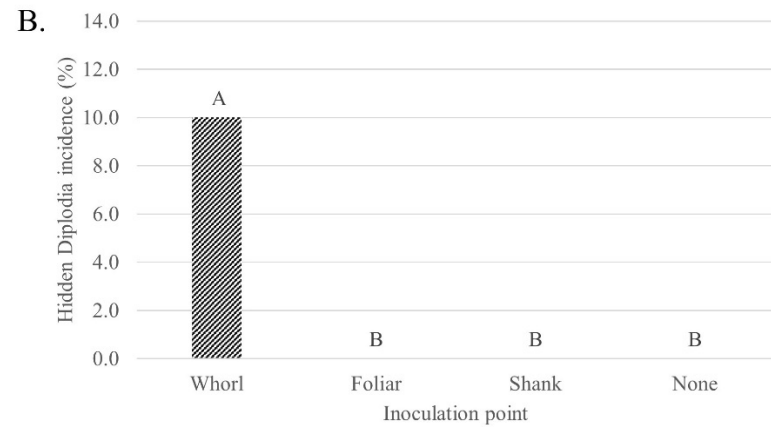 B.
Hidden Diplodia incidence (%)
14.0
12.0
10.0
8.0
6.0
4.0
2.0
0.0
A
B
B
B
Whorl Foliar Shank None
Inoculation point